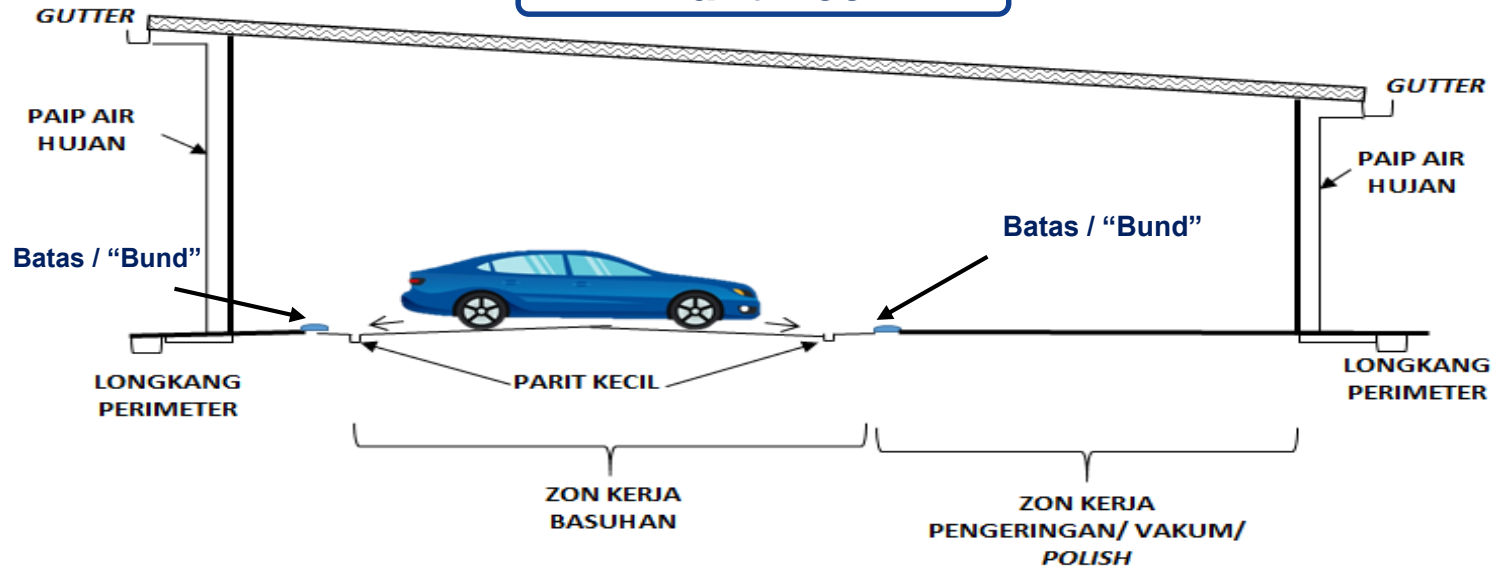 GUTTER
GUTTER
PAIP AIR
HUJAN
PAIP AIR
HUJAN
Batas / “Bund”
Batas / “Bund”
LONGKANG
PERIMETER
PARIT KECIL
LONGKANG
PERIMETER
ZON KERJA
BASUHAN
ZON KERJA
PENGERINGAN/ VAKUM/
POLISH